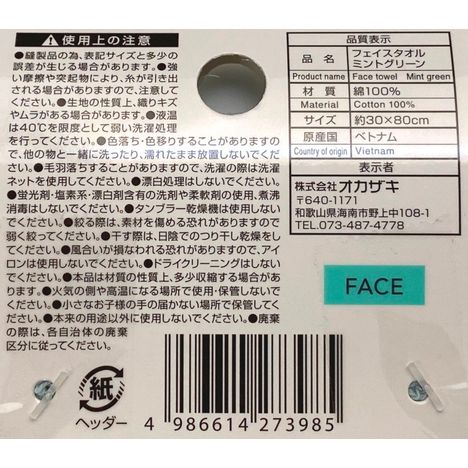 ⚠使用上の注意
●縫製品の為、表記サイズと多少の
誤差が生じる場合があります。●強
い摩擦や突起物により、糸が引き出
される場合がありますので、注意し
てください。●生地の性質上、織りキズ
やムラがある場合があります。●液温
は40℃を限度として弱い洗濯処理
を行ってください。●色落ち・色移りすることがありますの
で、他の物と一緒に洗ったり、濡れたまま放置しないでくだ
さい。●毛羽落ちすることがあります、洗濯の際は洗濯
ネットを使用してください。●漂白処理はしないでください。
●蛍光剤・塩素系・漂白剤含有の洗剤や柔軟剤の使用、煮沸
消毒はしないでください。●タンブラー乾燥機は使用しない
でください。●絞る際は、素材を傷める恐れがありますので
弱く絞ってください。●干す際は、日陰でのつり干し乾燥をし
てください。●風合いが損なわれる恐れがありますので、アイ
ロンは使用しないでください。●ドライクリーニングはしないで
ください。●本品は材質の性質上、多少収縮する場合が
あります。●火気の側や高温になる場所で使用・保管しないで
ください。●小さなお子様の手の届かない場所で保管してくだ
さい。●本来の用途以外に使用しないでください。●廃棄
の際は、各自治体の廃棄
区分に従ってください。
品質表示
品名 フェイスタオル ミントグリーン
Product name Face towel Mint green
材質 綿100%
Material Cotton 100%
サイズ 約30×80cm
原産国 ベトナム
Country of origin Vietnam
表示者
株式会社オカザキ
〒640-1171
和歌山県海南市野上中108-1
TEL.073-487-4778
FACE
紙
ヘッダー
4 986614 273985